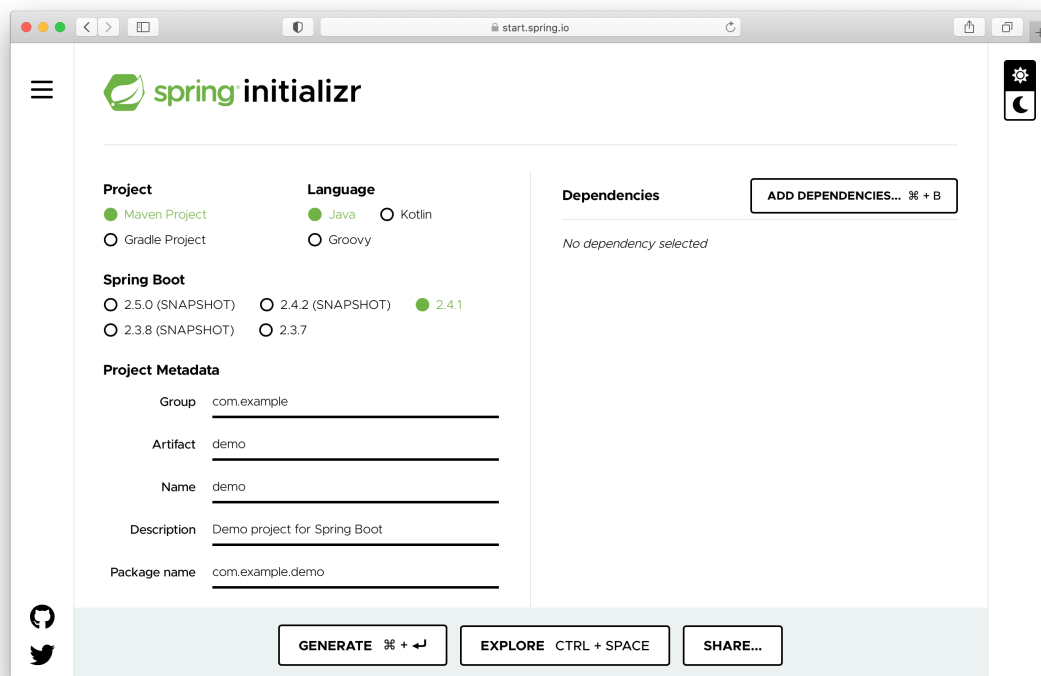 start.spring.io
spring initializr
Project
Language
Maven Project
Java
Kotlin
Gradle Project
Groovy
Spring Boot
2.5.0 (SNAPSHOT)
2.4.2 (SNAPSHOT)
2.4.1
2.3.8 (SNAPSHOT)
2.3.7
Project Metadata
Group com.example
Artifact demo
Name demo
Description Demo project for Spring Boot
Package name com.example.demo
Dependencies
ADD DEPENDENCIES... ⌘ + B
No dependency selected
GENERATE ⌘ + ↵
EXPLORE CTRL + SPACE
SHARE...